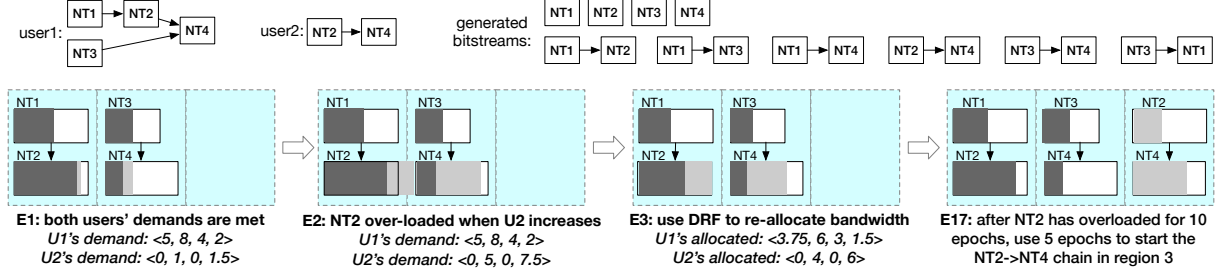 user1:
NT1
NT2
NT4
NT3
user2:
NT2
NT4
generated
bitstreams:
NT1 NT2 NT3 NT4
NT1 NT2
NT1 NT3
NT1 NT4
NT2 NT4
NT3 NT4
NT3 NT1
NT1 NT3
NT2 NT4
E1: both users' demands are met
U1's demand: <5, 8, 4, 2>
U2's demand: <0, 1, 0, 1.5>
NT1 NT3
NT2 NT4
E2: NT2 over-loaded when U2 increases
U1's demand: <5, 8, 4, 2>
U2's demand: <0, 5, 0, 7.5>
NT1 NT3
NT2 NT4
E3: use DRF to re-allocate bandwidth
U1's allocated: <3.75, 6, 3, 1.5>
U2's allocated: <0, 4, 0, 6>
NT1 NT3 NT2
NT2 NT4 NT4
E17: after NT2 has overloaded for 10
epochs, use 5 epochs to start the
NT2->NT4 chain in region 3